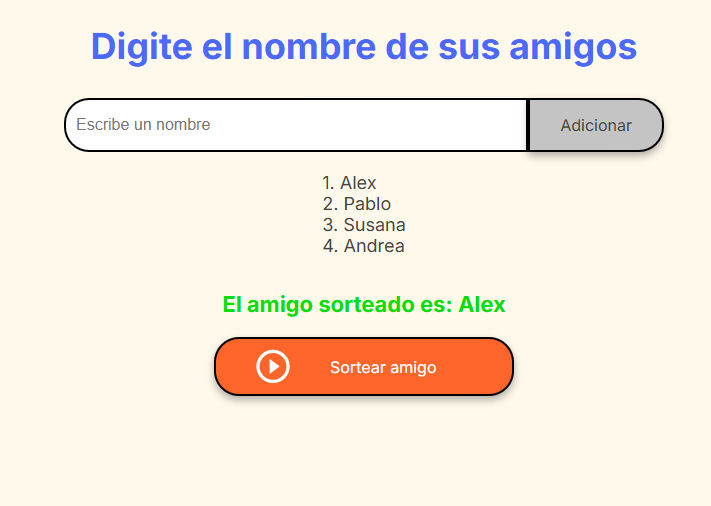 Digite el nombre de sus amigos
Escribe un nombre
Adicionar
1. Alex
2. Pablo
3. Susana
4. Andrea
El amigo sorteado es: Alex
Sortear amigo